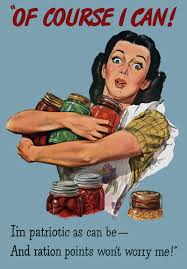 "OF COURSE I CAN!
I'm patriotic as can be—
And ration points won't worry me!"